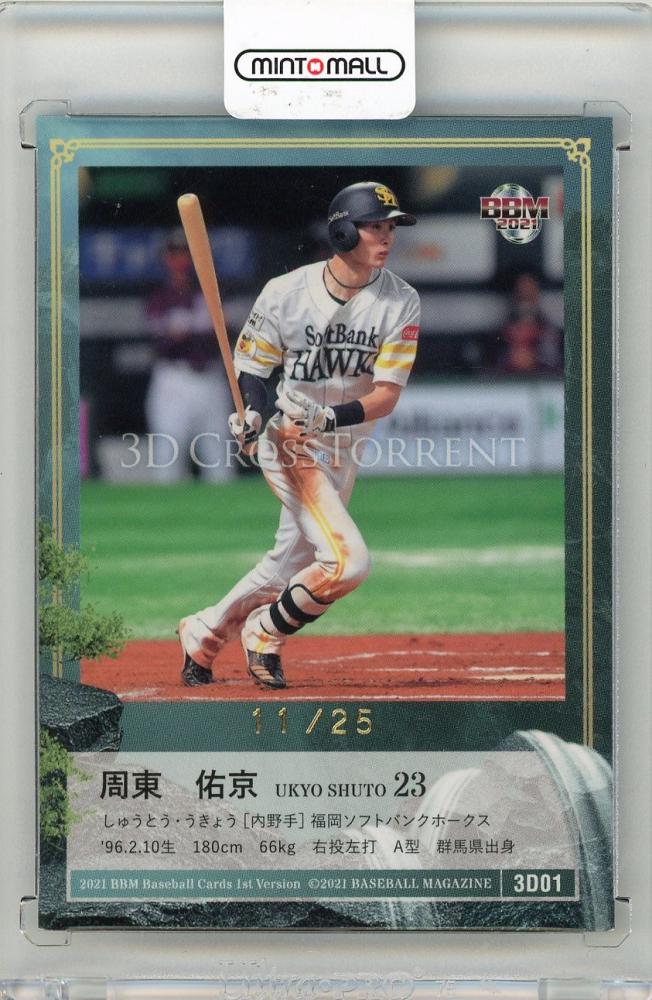 MINTMALL
BBM
2021
SoftBank
SoftBank
HAWKS
3D CROSSTORRENT
11/25
周東 佑京 UKYO SHUTO 23
しゅうとう・うきょう [内野手] 福岡ソフトバンクホークス
'96.2.10生 180cm 66kg 右投左打 A型 群馬県出身
2021 BBM Baseball Cards 1st Version ©2021 BASEBALL MAGAZINE 3D01